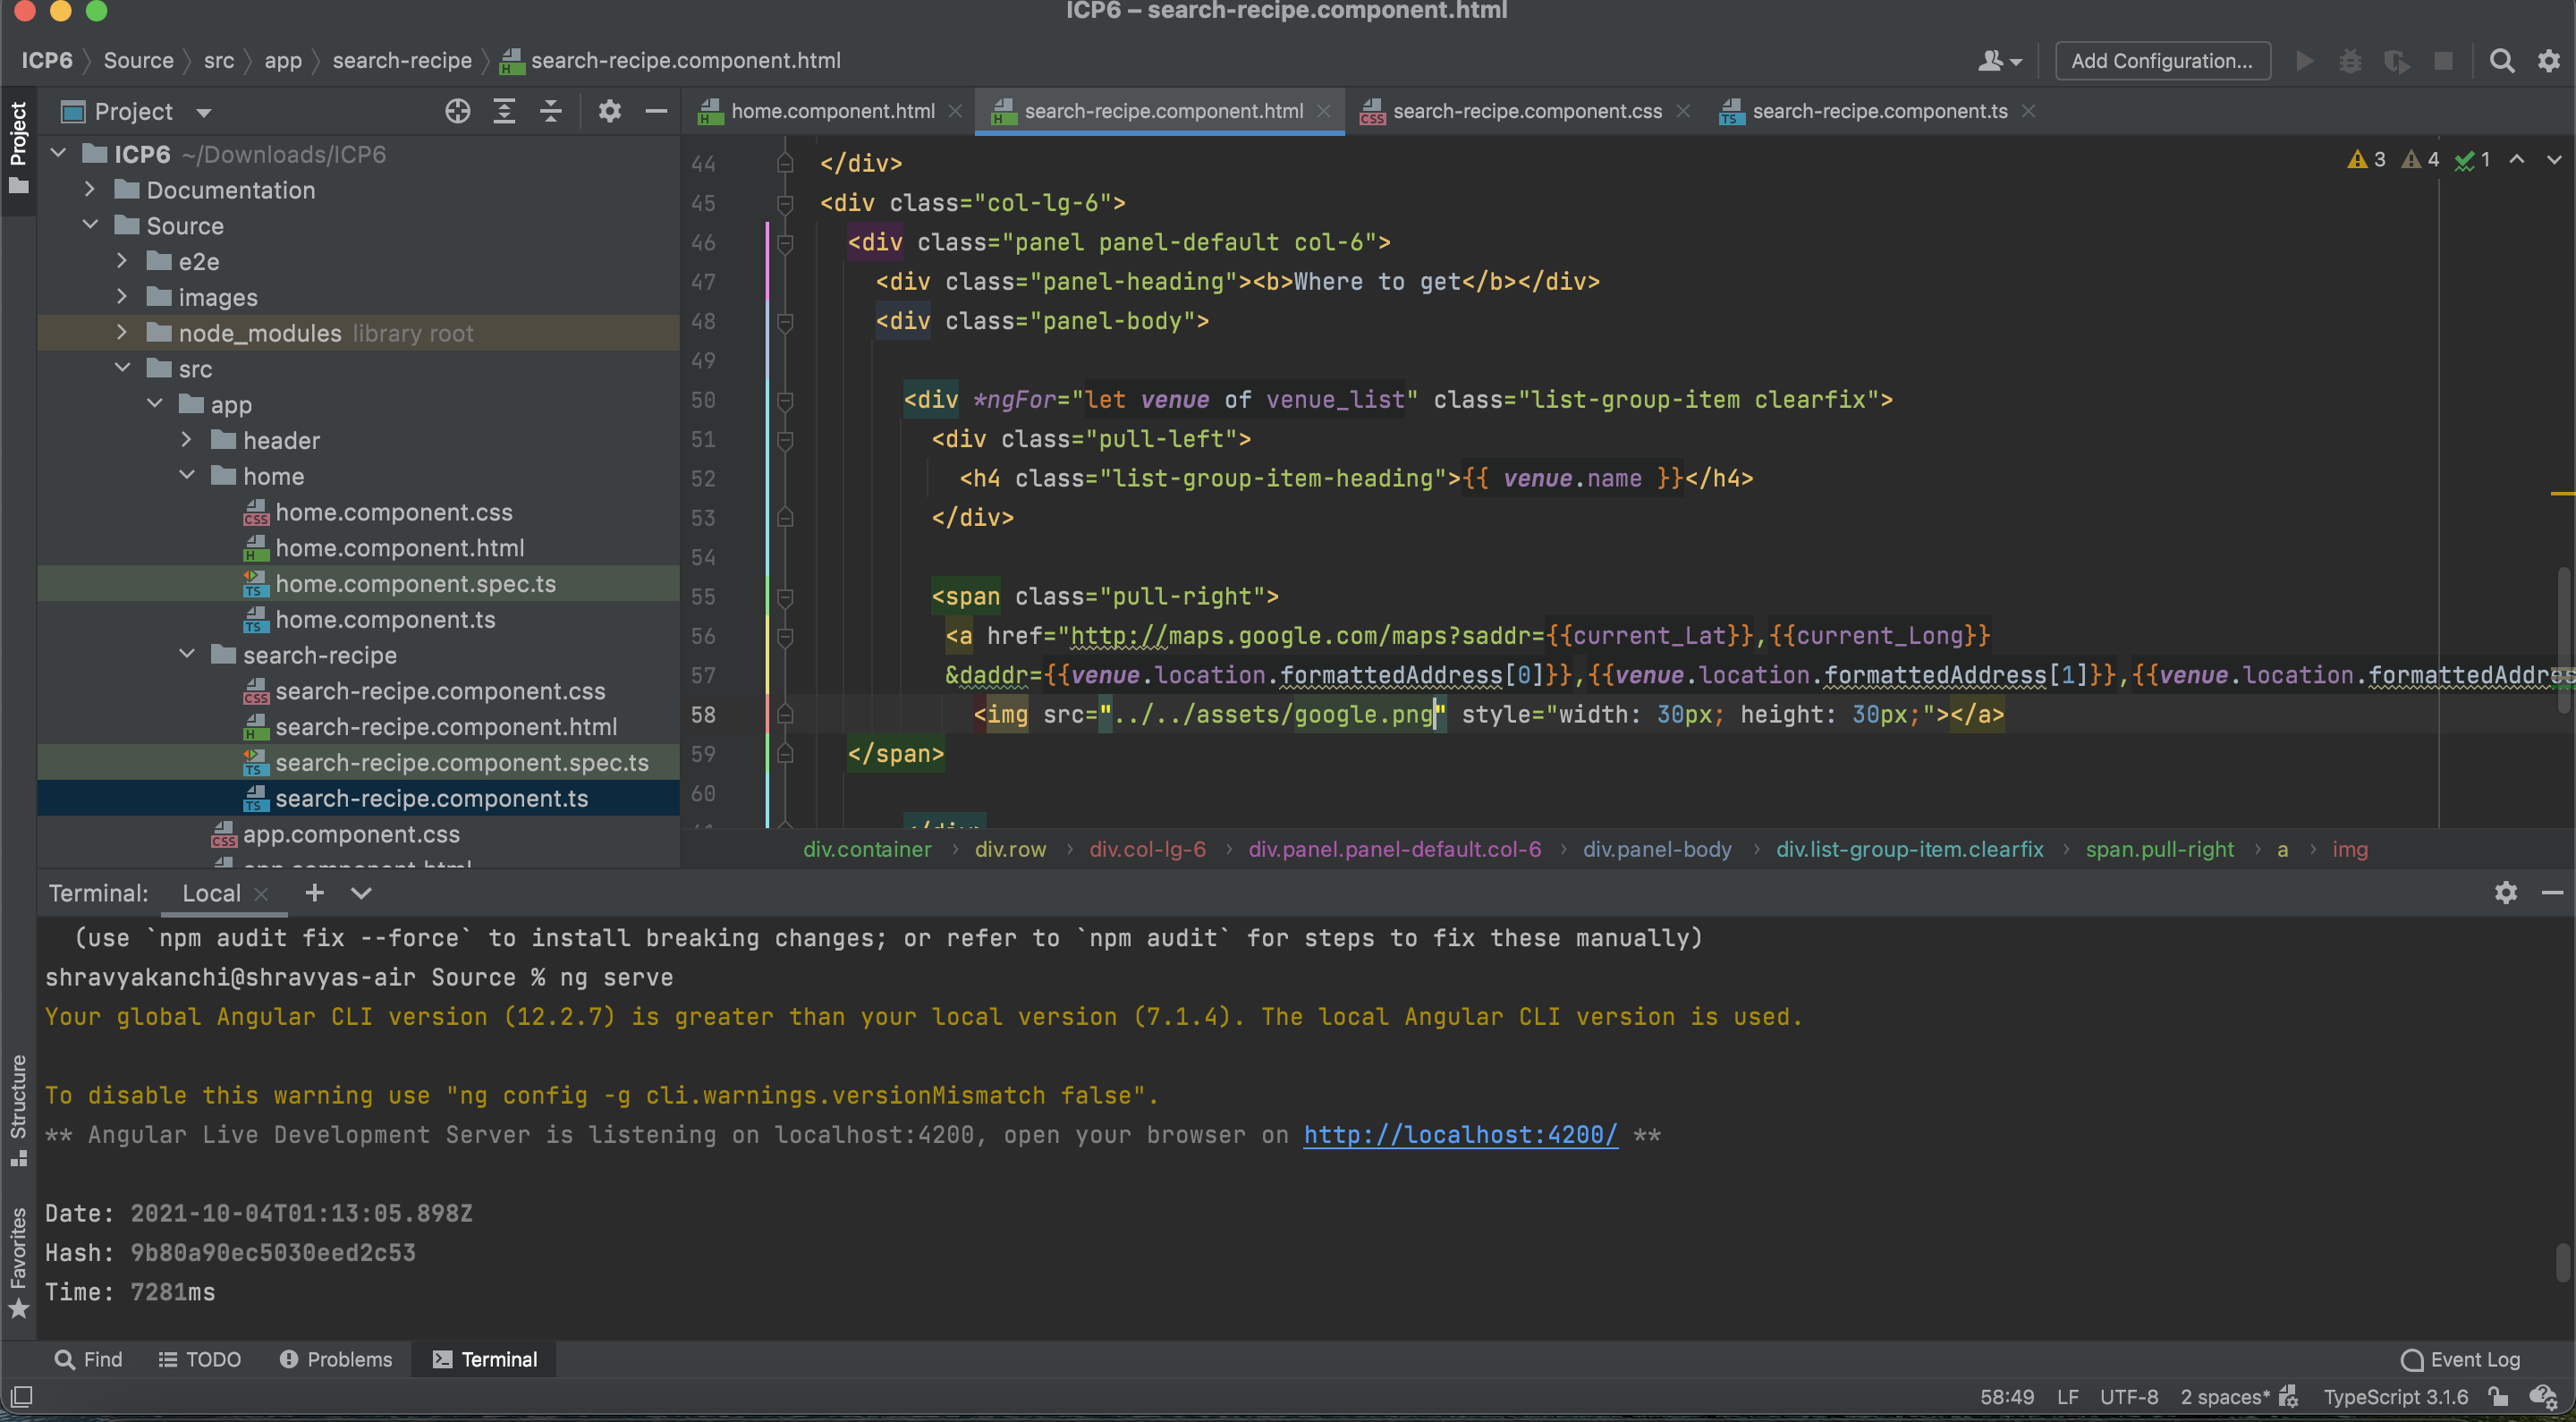 ICP6 – search-recipe.component.html
ICP6 Source src app search-recipe search-recipe.component.html
Add Configuration...
Project
Project
home.component.html
search-recipe.component.html
search-recipe.component.css
search-recipe.component.ts
ICP6 ~/Downloads/ICP6
Documentation
Source
e2e
images
node_modules library root
src
app
header
home
home.component.css
home.component.html
home.component.spec.ts
home.component.ts
search-recipe
search-recipe.component.css
search-recipe.component.html
search-recipe.component.spec.ts
search-recipe.component.ts
app.component.css
app.component.html
3 4 1
44 </div>
45 <div class="col-lg-6">
46 <div class="panel panel-default col-6">
47 <div class="panel-heading"><b>Where to get</b></div>
48 <div class="panel-body">
49
50 <div *ngFor="let venue of venue_list" class="list-group-item clearfix">
51 <div class="pull-left">
52 <h4 class="list-group-item-heading">{{ venue.name }}</h4>
53 </div>
54
55 <span class="pull-right">
56 <a href="http://maps.google.com/maps?saddr={{current_Lat}},{{current_Long}}
57 &daddr={{venue.location.formattedAddress[0]}},{{venue.location.formattedAddress[1]}},{{venue.location.formattedAddres
58 <img src="../../assets/google.png" style="width: 30px; height: 30px;"></a>
59 </span>
60
61 </div>
div.container div.row div.col-lg-6 div.panel.panel-default.col-6 div.panel-body div.list-group-item.clearfix span.pull-right a img
Terminal: Local
(use `npm audit fix --force` to install breaking changes; or refer to `npm audit` for steps to fix these manually)
shravyakanchi@shravyas-air Source % ng serve
Your global Angular CLI version (12.2.7) is greater than your local version (7.1.4). The local Angular CLI version is used.
To disable this warning use "ng config -g cli.warnings.versionMismatch false".
** Angular Live Development Server is listening on localhost:4200, open your browser on http://localhost:4200/ **
Date: 2021-10-04T01:13:05.898Z
Hash: 9b80a90ec5030eed2c53
Time: 7281ms
Structure
Favorites
Find TODO Problems Terminal
Event Log
58:49 LF UTF-8 2 spaces* TypeScript 3.1.6